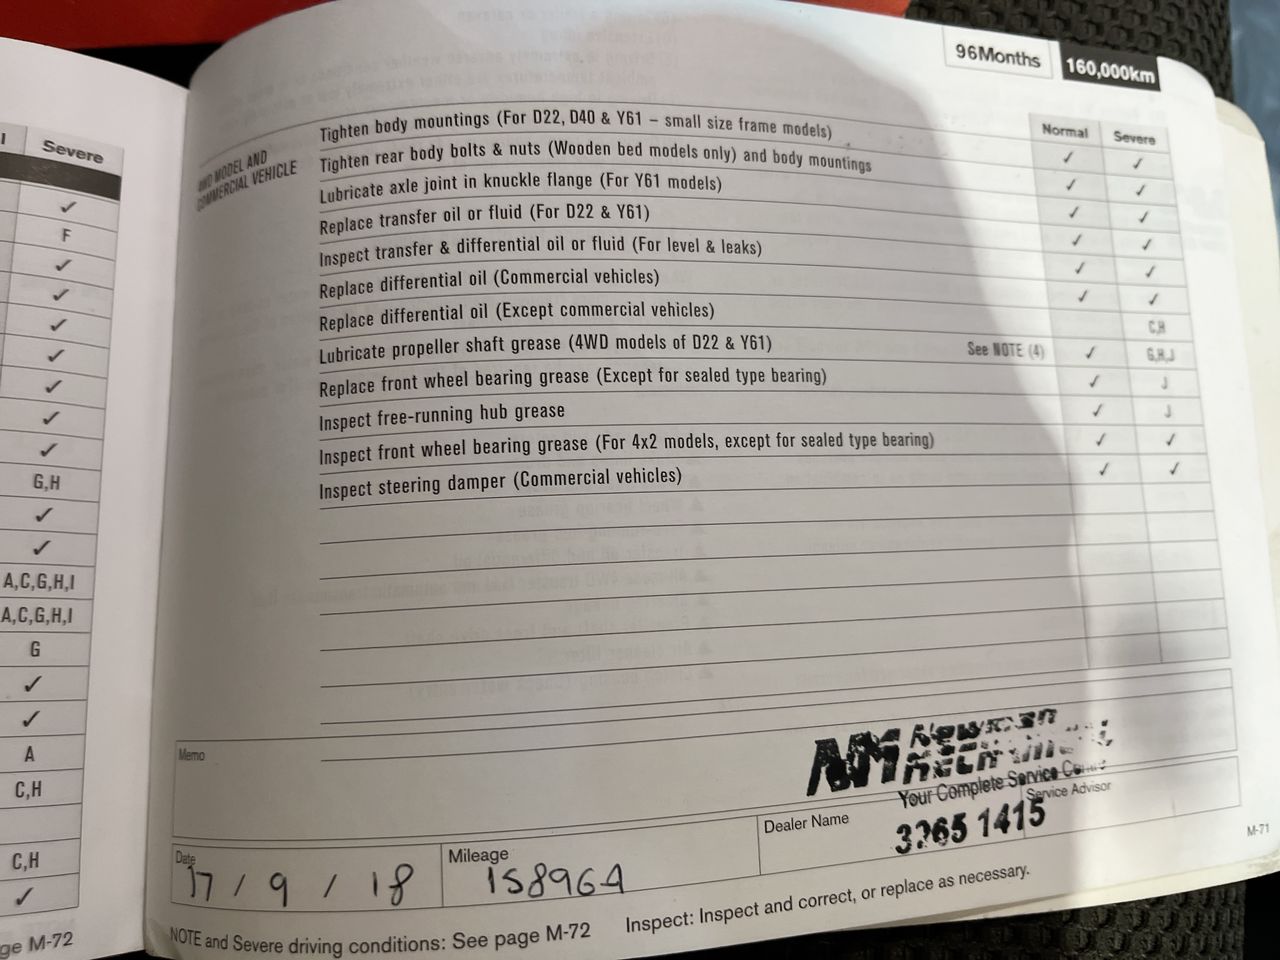 Severe
✓
F
✓
✓
✓
✓
✓
✓
✓
G,H
✓
✓
A,C,G,H,I
A,C,G,H,I
G
✓
✓
A
C,H
C,H
✓
ge M-72
96Months 160,000km
Normal Severe
4WD MODEL AND
COMMERCIAL VEHICLE
Tighten body mountings (For D22, D40 & Y61 – small size frame models) ✓ ✓
Tighten rear body bolts & nuts (Wooden bed models only) and body mountings ✓ ✓
Lubricate axle joint in knuckle flange (For Y61 models) ✓ ✓
Replace transfer oil or fluid (For D22 & Y61) ✓ ✓
Inspect transfer & differential oil or fluid (For level & leaks) ✓ ✓
Replace differential oil (Commercial vehicles) ✓ ✓
Replace differential oil (Except commercial vehicles) C,H
Lubricate propeller shaft grease (4WD models of D22 & Y61) See NOTE (4) ✓ G,H,J
Replace front wheel bearing grease (Except for sealed type bearing) ✓ J
Inspect free-running hub grease ✓ J
Inspect front wheel bearing grease (For 4x2 models, except for sealed type bearing) ✓ ✓
Inspect steering damper (Commercial vehicles) ✓ ✓
Memo
NM
Your Complete Service
3265 1415
Date
17 / 9 / 18
Mileage
158964
Dealer Name
Service Advisor
M-71
NOTE and Severe driving conditions: See page M-72 Inspect: Inspect and correct, or replace as necessary.